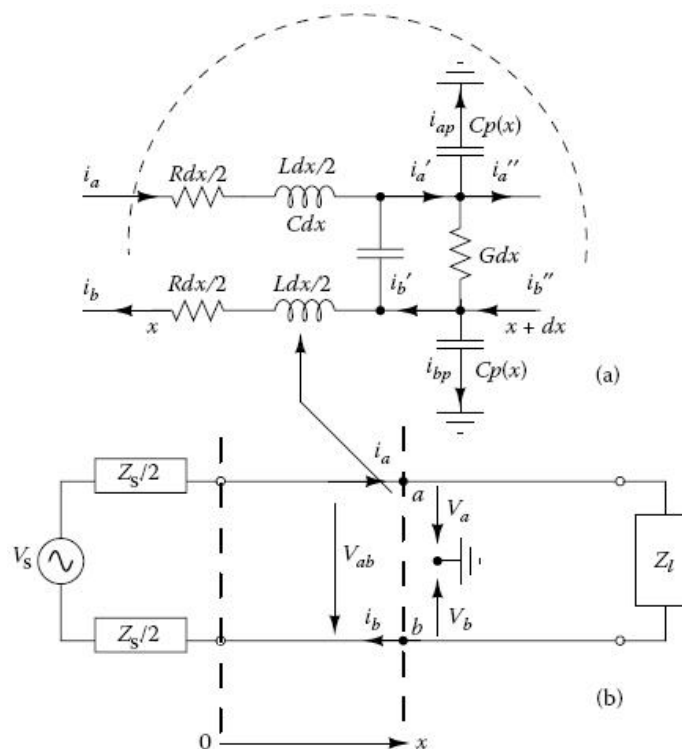 i_ap Cp(x)
i_a Rdx/2 Ldx/2 i_a' i_a''
Cdx
Gdx
i_b Rdx/2 Ldx/2 i_b' i_b''
x x + dx
i_bp Cp(x)
(a)
Z_s/2 i_a a
V_a
V_s V_ab Z_l
V_b
Z_s/2 i_b b
(b)
0 x